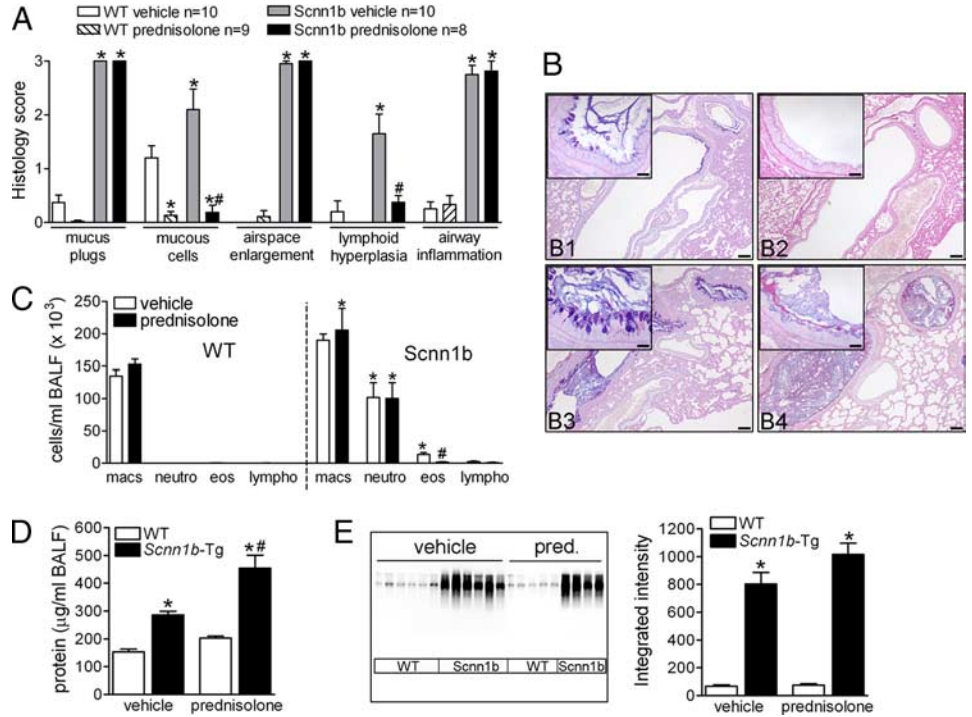 A
WT vehicle n=10
WT prednisolone n=9
Scnn1b vehicle n=10
Scnn1b prednisolone n=8
Histology score
3
2
1
0
* * * * *# * * * # * *
mucus plugs
mucous cells
airspace enlargement
lymphoid hyperplasia
airway inflammation
B
B1
B2
B3
B4
C
vehicle
prednisolone
WT
Scnn1b
cells/ml BALF (x 10³)
250
200
150
100
50
0
* * * * #
macs neutro eos lympho macs neutro eos lympho
D
WT
Scnn1b-Tg
protein (µg/ml BALF)
600
500
400
300
200
100
0
* *#
vehicle prednisolone
E
vehicle pred.
WT Scnn1b WT Scnn1b
WT
Scnn1b-Tg
Integrated intensity
1200
1000
800
600
400
200
0
* *
vehicle prednisolone